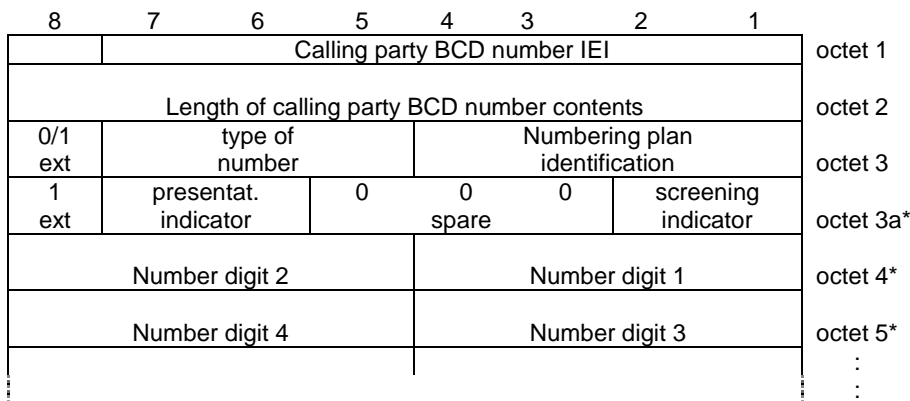 8 7 6 5 4 3 2 1
Calling party BCD number IEI octet 1
Length of calling party BCD number contents octet 2
0/1 type of Numbering plan
ext number identification octet 3
1 presentat. 0 0 0 screening
ext indicator spare indicator octet 3a*
Number digit 2 Number digit 1 octet 4*
Number digit 4 Number digit 3 octet 5*
:
: